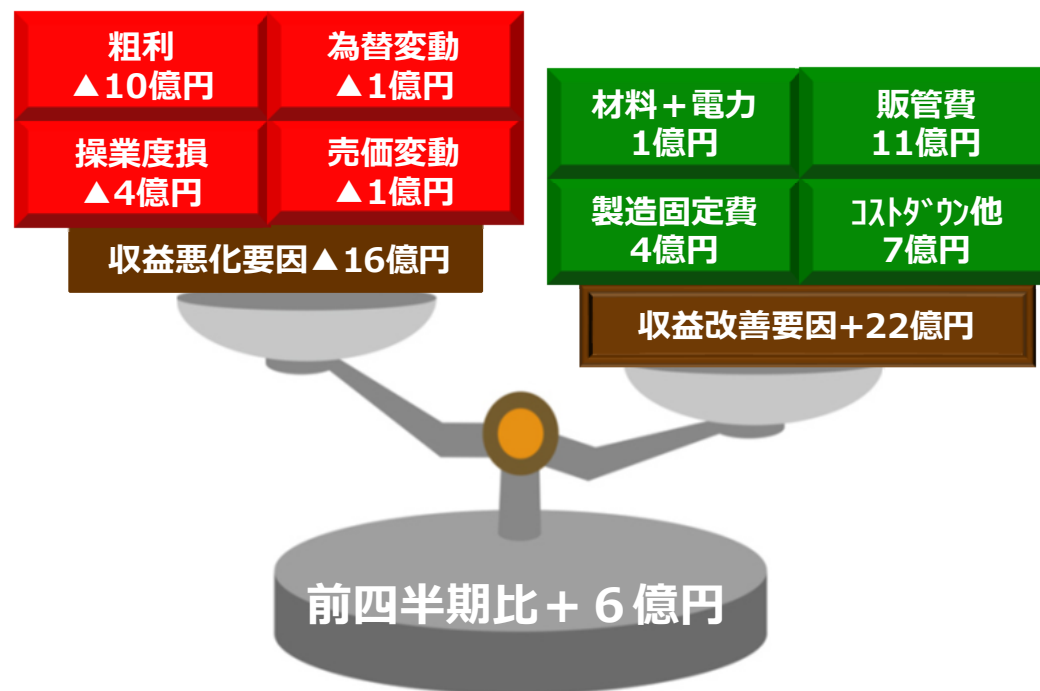 粗利
▲10億円
為替変動
▲1億円
操業度損
▲4億円
売価変動
▲1億円
収益悪化要因▲16億円
材料＋電力
1億円
販管費
11億円
製造固定費
4億円
ｺｽﾄﾀﾞｳﾝ他
7億円
収益改善要因+22億円
前四半期比＋６億円